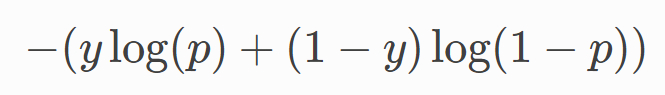 −(y log(p) + (1 − y) log(1 − p))